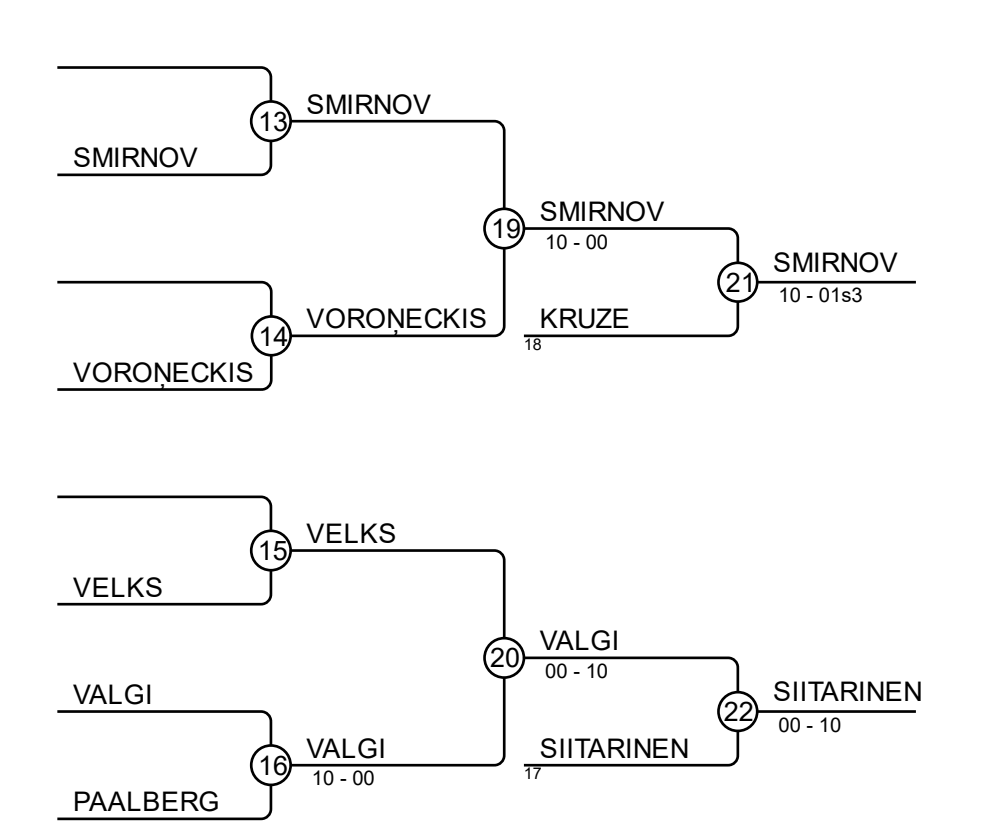 SMIRNOV
13
SMIRNOV
SMIRNOV
19
10 - 00
SMIRNOV
21
10 - 01s3
14
VOROŅECKIS
KRUZE
18
VOROŅECKIS
VELKS
15
VELKS
VALGI
20
00 - 10
VALGI
SIITARINEN
22
00 - 10
16
VALGI
10 - 00
SIITARINEN
17
PAALBERG